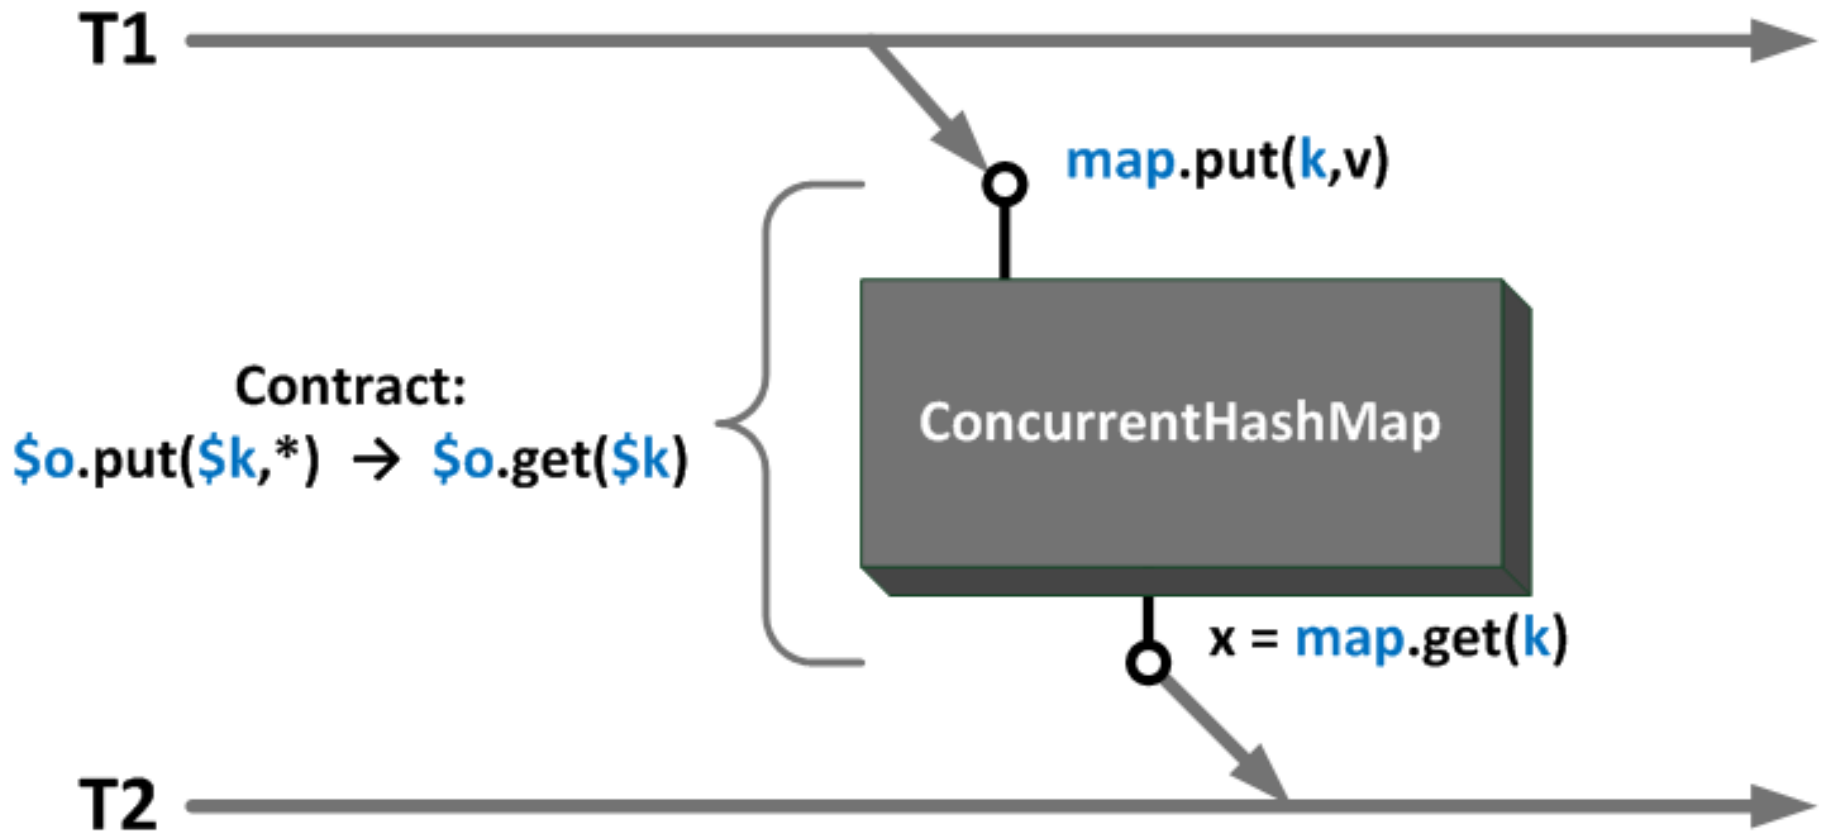 T1
map.put(k,v)
Contract:
$o.put($k,*) → $o.get($k)
ConcurrentHashMap
x = map.get(k)
T2